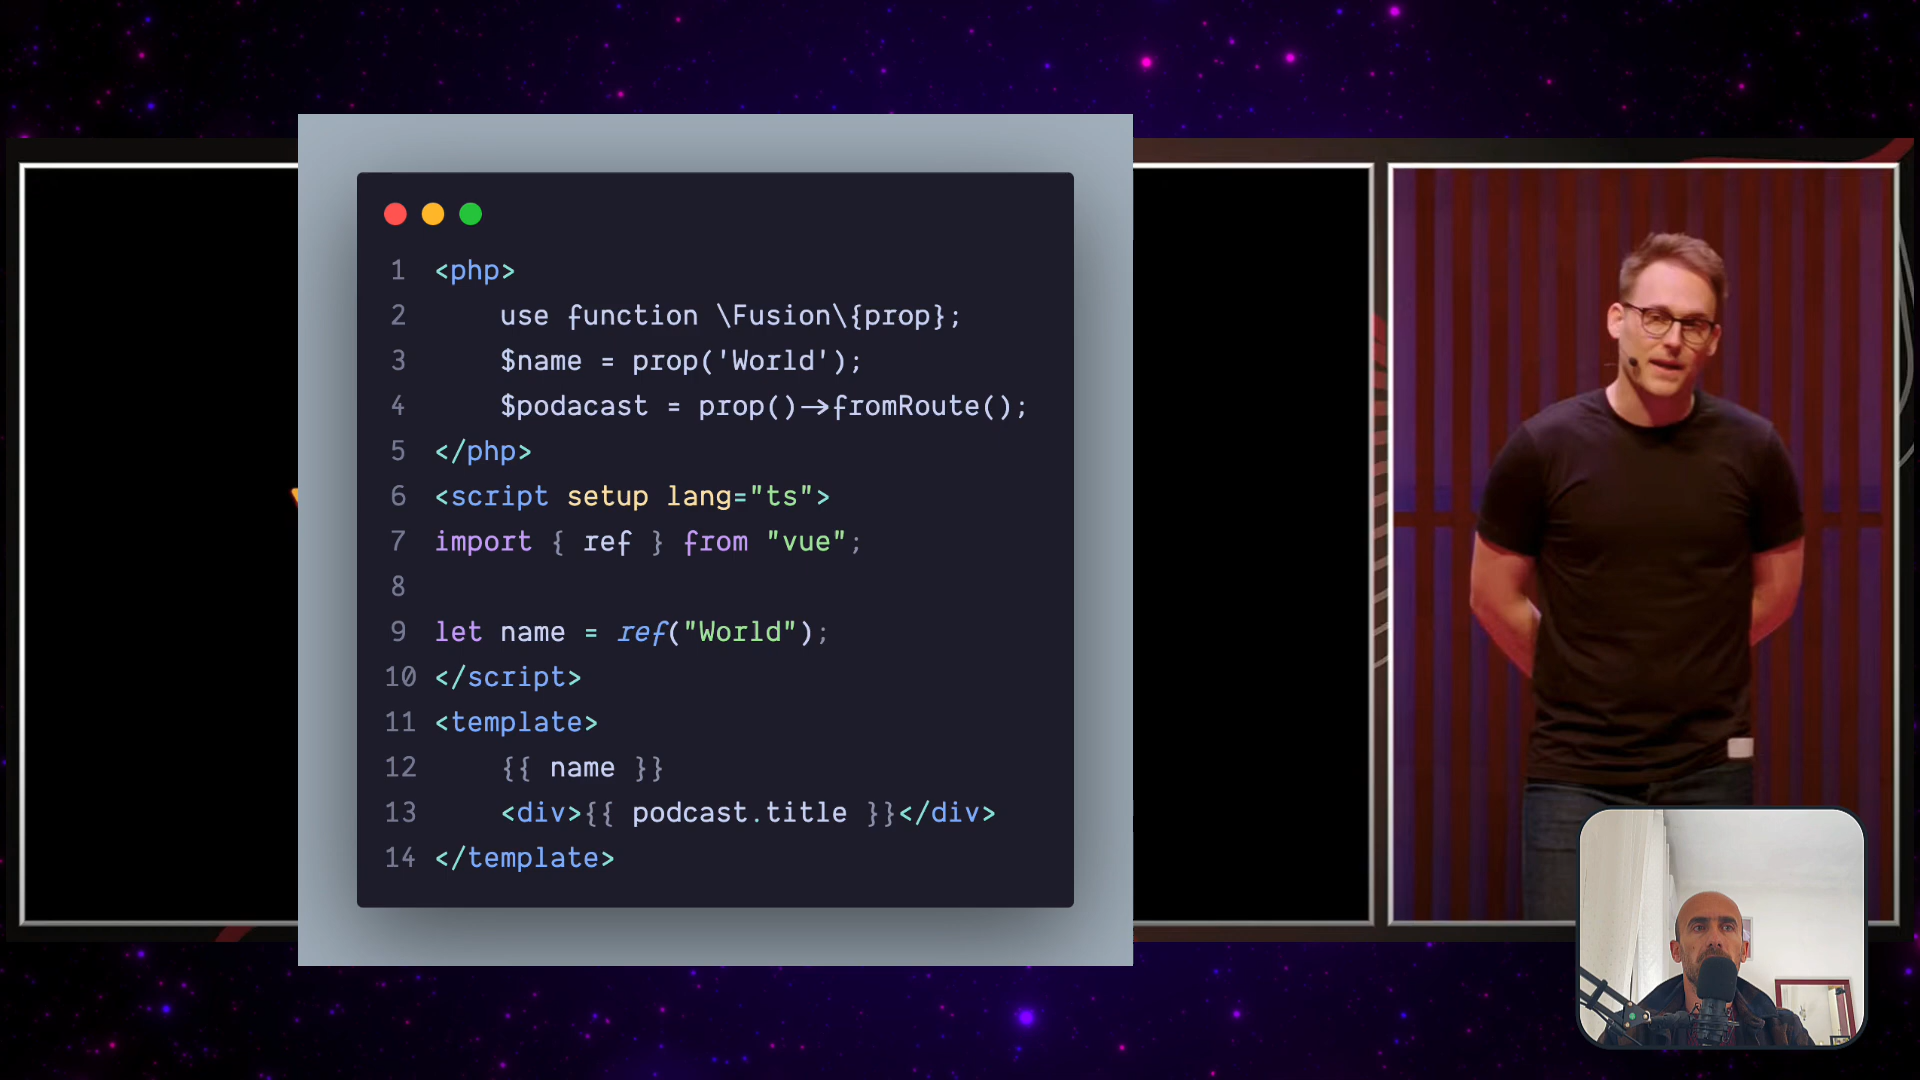 1 <php>
2 use function \Fusion\{prop};
3 $name = prop('World');
4 $podacast = prop()->fromRoute();
5 </php>
6 <script setup lang="ts">
7 import { ref } from "vue";
8
9 let name = ref("World");
10 </script>
11 <template>
12 {{ name }}
13 <div>{{ podcast.title }}</div>
14 </template>